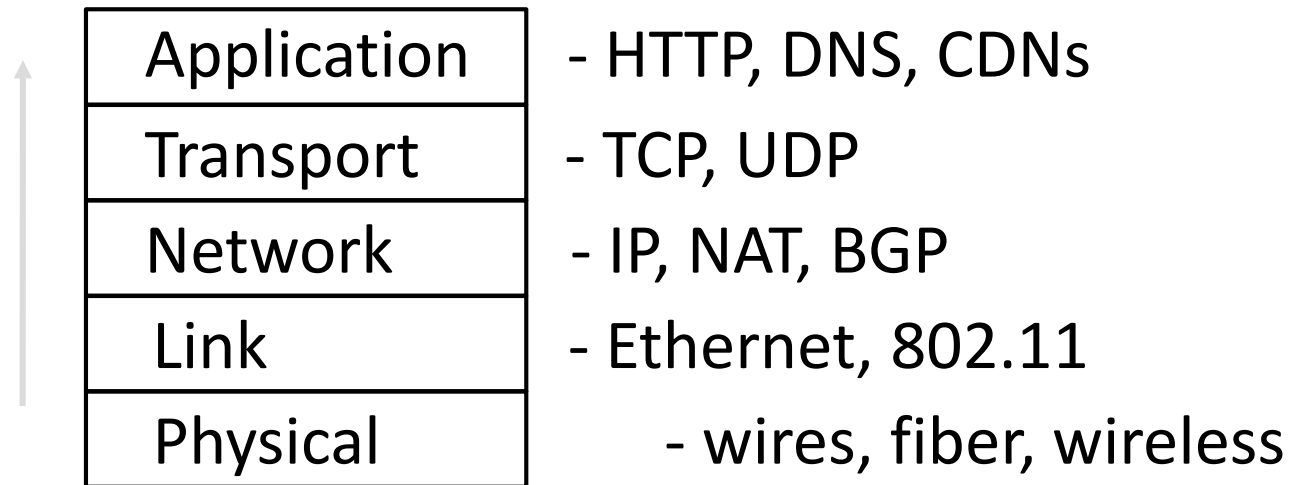 Application - HTTP, DNS, CDNs
Transport - TCP, UDP
Network - IP, NAT, BGP
Link - Ethernet, 802.11
Physical - wires, fiber, wireless